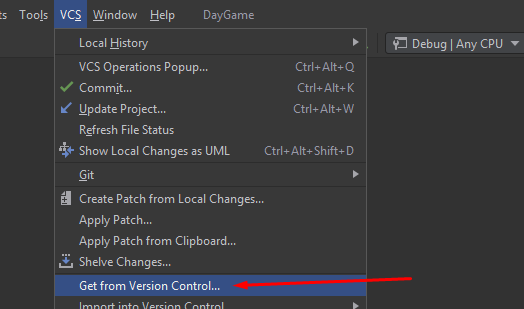 ts Tools VCS Window Help DayGame
Debug | Any CPU
Local History
VCS Operations Popup... Ctrl+Alt+Q
Commit... Ctrl+Alt+K
Update Project... Ctrl+Alt+W
Refresh File Status
Show Local Changes as UML Ctrl+Alt+Shift+D
Git
Create Patch from Local Changes...
Apply Patch...
Apply Patch from Clipboard...
Shelve Changes...
Get from Version Control...
Import into Version Control